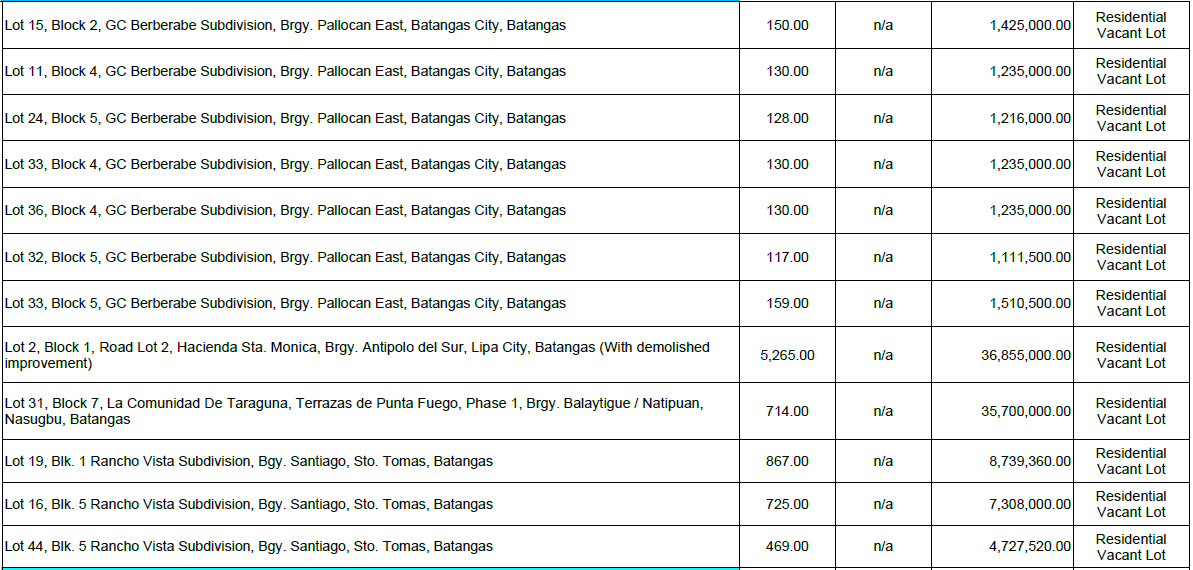 Lot 15, Block 2, GC Berberabe Subdivision, Brgy. Pallocan East, Batangas City, Batangas 150.00 n/a 1,425,000.00 Residential Vacant Lot
Lot 11, Block 4, GC Berberabe Subdivision, Brgy. Pallocan East, Batangas City, Batangas 130.00 n/a 1,235,000.00 Residential Vacant Lot
Lot 24, Block 5, GC Berberabe Subdivision, Brgy. Pallocan East, Batangas City, Batangas 128.00 n/a 1,216,000.00 Residential Vacant Lot
Lot 33, Block 4, GC Berberabe Subdivision, Brgy. Pallocan East, Batangas City, Batangas 130.00 n/a 1,235,000.00 Residential Vacant Lot
Lot 36, Block 4, GC Berberabe Subdivision, Brgy. Pallocan East, Batangas City, Batangas 130.00 n/a 1,235,000.00 Residential Vacant Lot
Lot 32, Block 5, GC Berberabe Subdivision, Brgy. Pallocan East, Batangas City, Batangas 117.00 n/a 1,111,500.00 Residential Vacant Lot
Lot 33, Block 5, GC Berberabe Subdivision, Brgy. Pallocan East, Batangas City, Batangas 159.00 n/a 1,510,500.00 Residential Vacant Lot
Lot 2, Block 1, Road Lot 2, Hacienda Sta. Monica, Brgy. Antipolo del Sur, Lipa City, Batangas (With demolished
improvement) 5,265.00 n/a 36,855,000.00 Residential Vacant Lot
Lot 31, Block 7, La Comunidad De Taraguna, Terrazas de Punta Fuego, Phase 1, Brgy. Balaytigue / Natipuan,
Nasugbu, Batangas 714.00 n/a 35,700,000.00 Residential Vacant Lot
Lot 19, Blk. 1 Rancho Vista Subdivision, Bgy. Santiago, Sto. Tomas, Batangas 867.00 n/a 8,739,360.00 Residential Vacant Lot
Lot 16, Blk. 5 Rancho Vista Subdivision, Bgy. Santiago, Sto. Tomas, Batangas 725.00 n/a 7,308,000.00 Residential Vacant Lot
Lot 44, Blk. 5 Rancho Vista Subdivision, Bgy. Santiago, Sto. Tomas, Batangas 469.00 n/a 4,727,520.00 Residential Vacant Lot